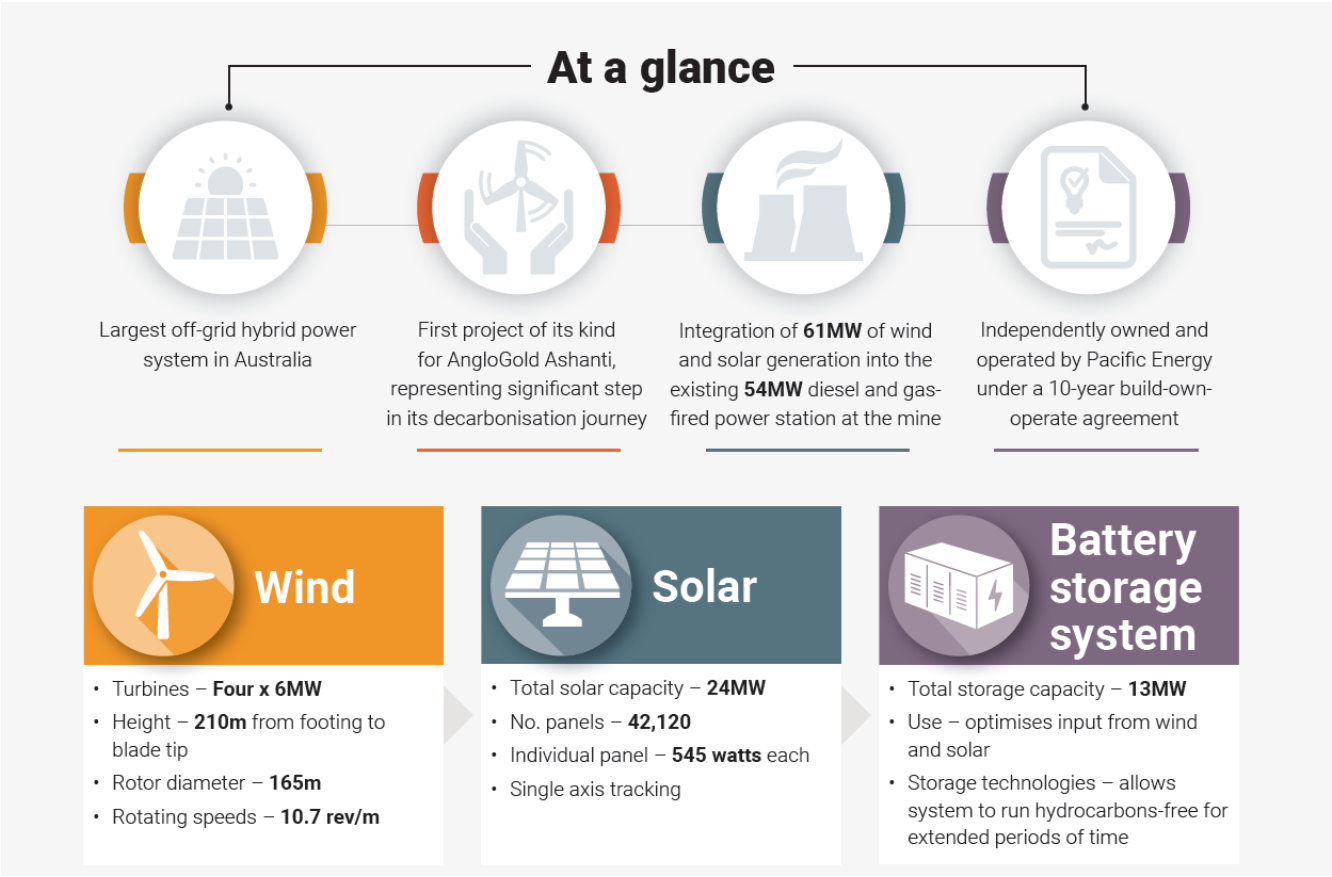 At a glance
Largest off-grid hybrid power
system in Australia
First project of its kind
for AngloGold Ashanti,
representing significant step
in its decarbonisation journey
Integration of 61MW of wind
and solar generation into the
existing 54MW diesel and gas-
fired power station at the mine
Independently owned and
operated by Pacific Energy
under a 10-year build-own-
operate agreement
Wind
• Turbines – Four x 6MW
• Height – 210m from footing to
blade tip
• Rotor diameter – 165m
• Rotating speeds – 10.7 rev/m
Solar
• Total solar capacity – 24MW
• No. panels – 42,120
• Individual panel – 545 watts each
• Single axis tracking
Battery
storage
system
• Total storage capacity – 13MW
• Use – optimises input from wind
and solar
• Storage technologies – allows
system to run hydrocarbons-free for
extended periods of time